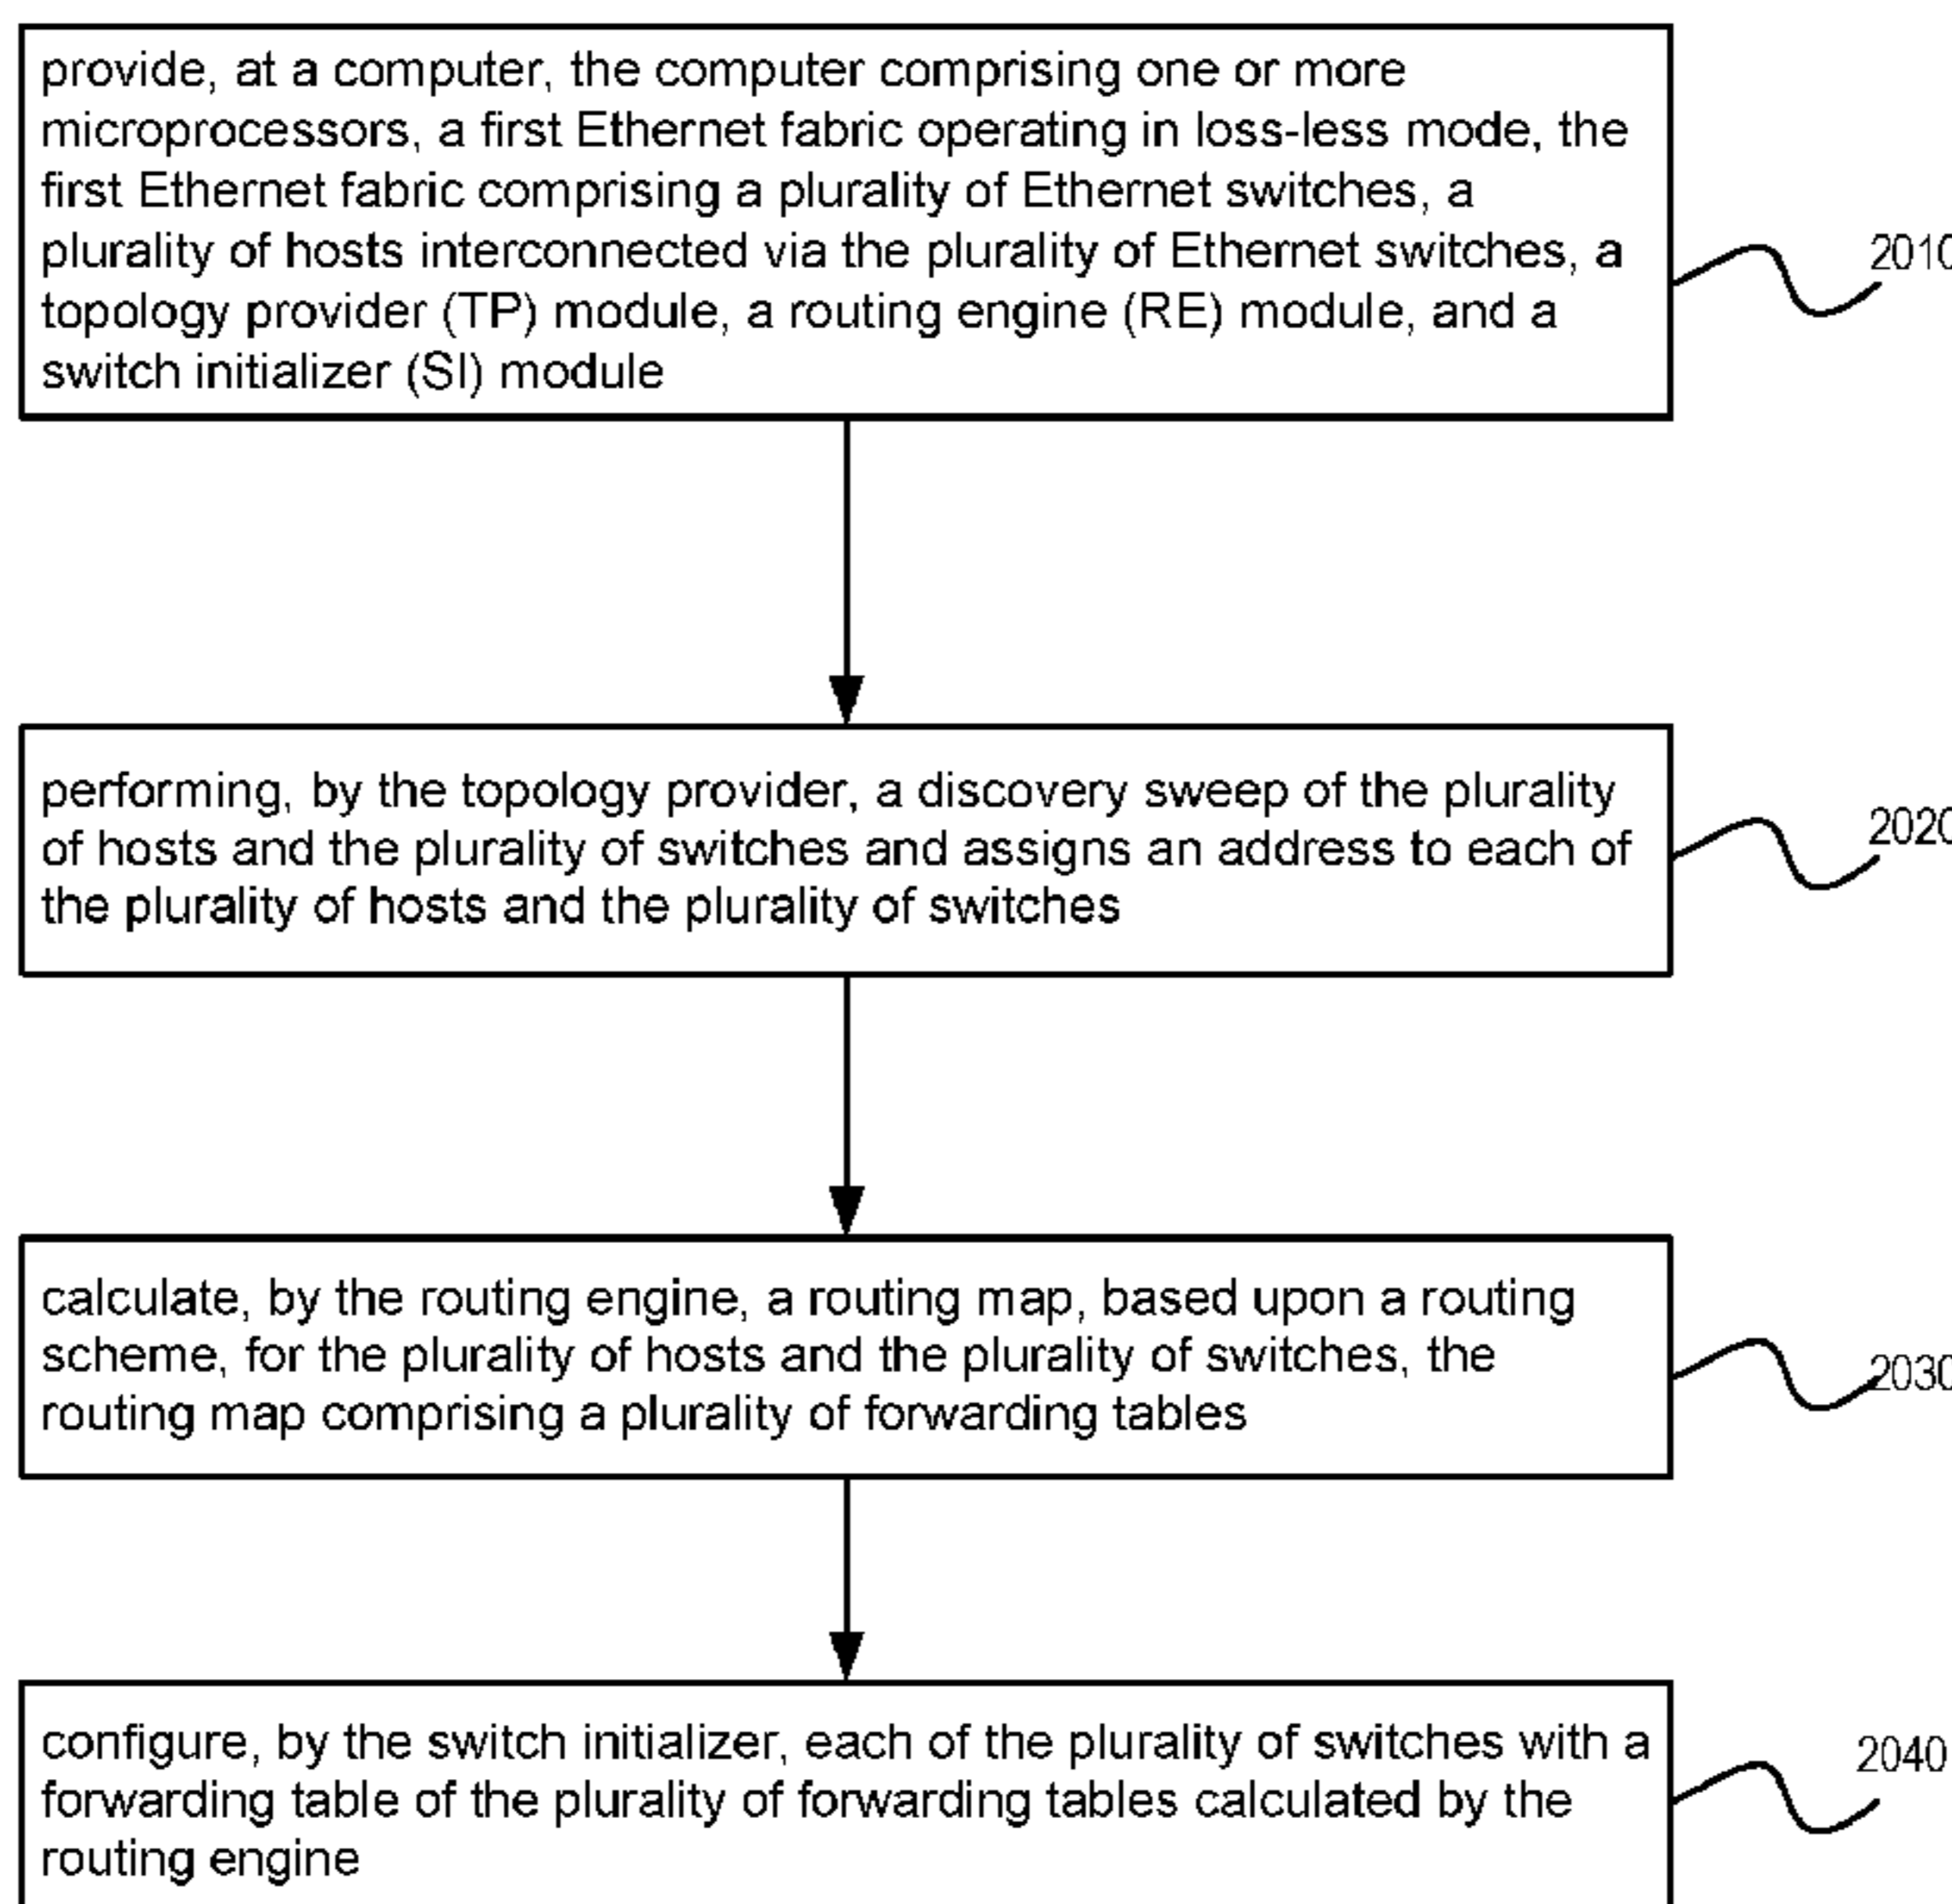 provide, at a computer, the computer comprising one or more
microprocessors, a first Ethernet fabric operating in loss-less mode, the
first Ethernet fabric comprising a plurality of Ethernet switches, a
plurality of hosts interconnected via the plurality of Ethernet switches, a
topology provider (TP) module, a routing engine (RE) module, and a
switch initializer (SI) module
2010
performing, by the topology provider, a discovery sweep of the plurality
of hosts and the plurality of switches and assigns an address to each of
the plurality of hosts and the plurality of switches
2020
calculate, by the routing engine, a routing map, based upon a routing
scheme, for the plurality of hosts and the plurality of switches, the
routing map comprising a plurality of forwarding tables
2030
configure, by the switch initializer, each of the plurality of switches with a
forwarding table of the plurality of forwarding tables calculated by the
routing engine
2040